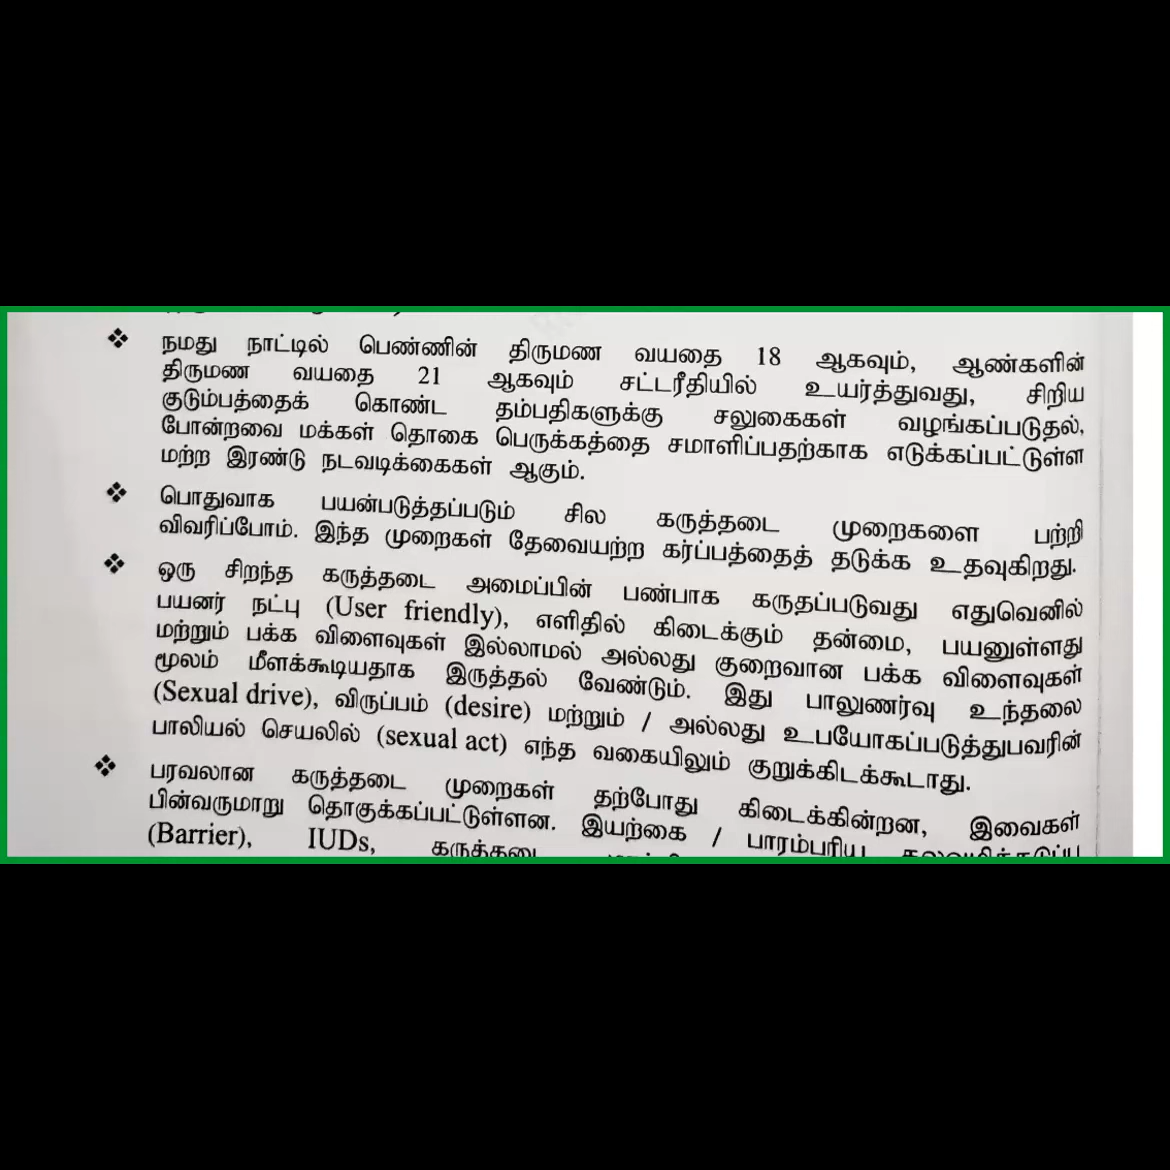 ❖ நமது நாட்டில் பெண்ணின் திருமண வயதை 18 ஆகவும், ஆண்களின்
திருமண வயதை 21 ஆகவும் சட்டரீதியில் உயர்த்துவது, சிறிய
குடும்பத்தைக் கொண்ட தம்பதிகளுக்கு சலுகைகள் வழங்கப்படுதல்,
போன்றவை மக்கள் தொகை பெருக்கத்தை சமாளிப்பதற்காக எடுக்கப்பட்டுள்ள
மற்ற இரண்டு நடவடிக்கைகள் ஆகும்.
❖ பொதுவாக பயன்படுத்தப்படும் சில கருத்தடை முறைகளை பற்றி
விவரிப்போம். இந்த முறைகள் தேவையற்ற கர்ப்பத்தைத் தடுக்க உதவுகிறது.
❖ ஒரு சிறந்த கருத்தடை அமைப்பின் பண்பாக கருதப்படுவது எதுவெனில்
பயனர் நட்பு (User friendly), எளிதில் கிடைக்கும் தன்மை, பயனுள்ளது
மற்றும் பக்க விளைவுகள் இல்லாமல் அல்லது குறைவான பக்க விளைவுகள்
மூலம் மீளக்கூடியதாக இருத்தல் வேண்டும். இது பாலுணர்வு உந்தலை
(Sexual drive), விருப்பம் (desire) மற்றும் / அல்லது உபயோகப்படுத்துபவரின்
பாலியல் செயலில் (sexual act) எந்த வகையிலும் குறுக்கிடக்கூடாது.
❖ பரவலான கருத்தடை முறைகள் தற்போது கிடைக்கின்றன, இவைகள்
பின்வருமாறு தொகுக்கப்பட்டுள்ளன. இயற்கை / பாரம்பரிய
(Barrier), IUDs, கருத்தடை